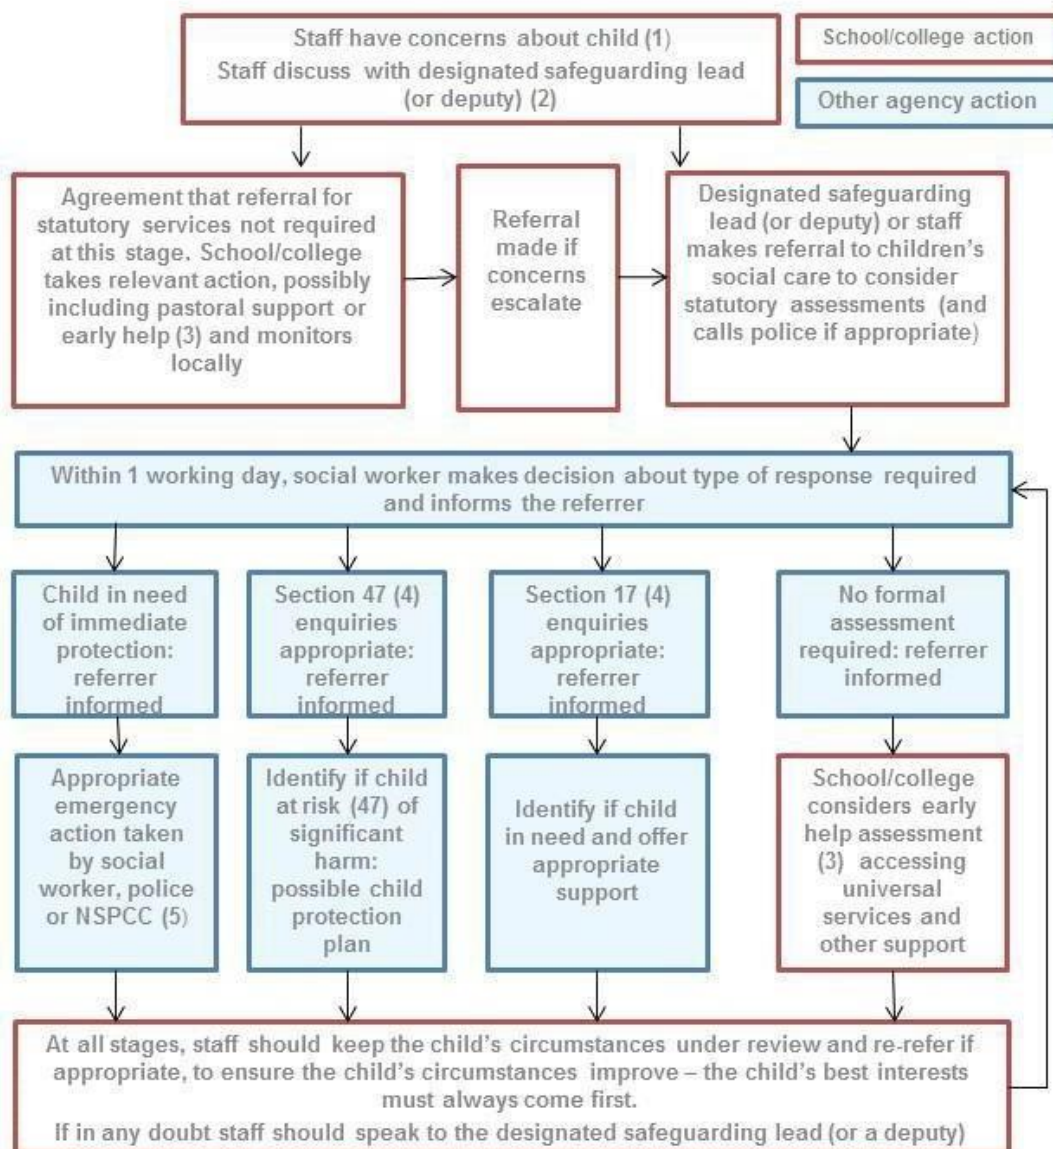 Staff have concerns about child (1)
Staff discuss with designated safeguarding lead
(or deputy) (2)
School/college action
Other agency action
Agreement that referral for
statutory services not required
at this stage. School/college
takes relevant action, possibly
including pastoral support or
early help (3) and monitors
locally
Referral
made if
concerns
escalate
Designated safeguarding
lead (or deputy) or staff
makes referral to children's
social care to consider
statutory assessments (and
calls police if appropriate)
Within 1 working day, social worker makes decision about type of response required
and informs the referrer
Child in need
of immediate
protection:
referrer
informed
Section 47 (4)
enquiries
appropriate:
referrer
informed
Section 17 (4)
enquiries
appropriate:
referrer
informed
No formal
assessment
required: referrer
informed
Appropriate
emergency
action taken
by social
worker, police
or NSPCC (5)
Identify if child
at risk (47) of
significant
harm:
possible child
protection
plan
Identify if child
in need and offer
appropriate
support
School/college
considers early
help assessment
(3) accessing
universal
services and
other support
At all stages, staff should keep the child's circumstances under review and re-refer if
appropriate, to ensure the child's circumstances improve – the child's best interests
must always come first.
If in any doubt staff should speak to the designated safeguarding lead (or a deputy)